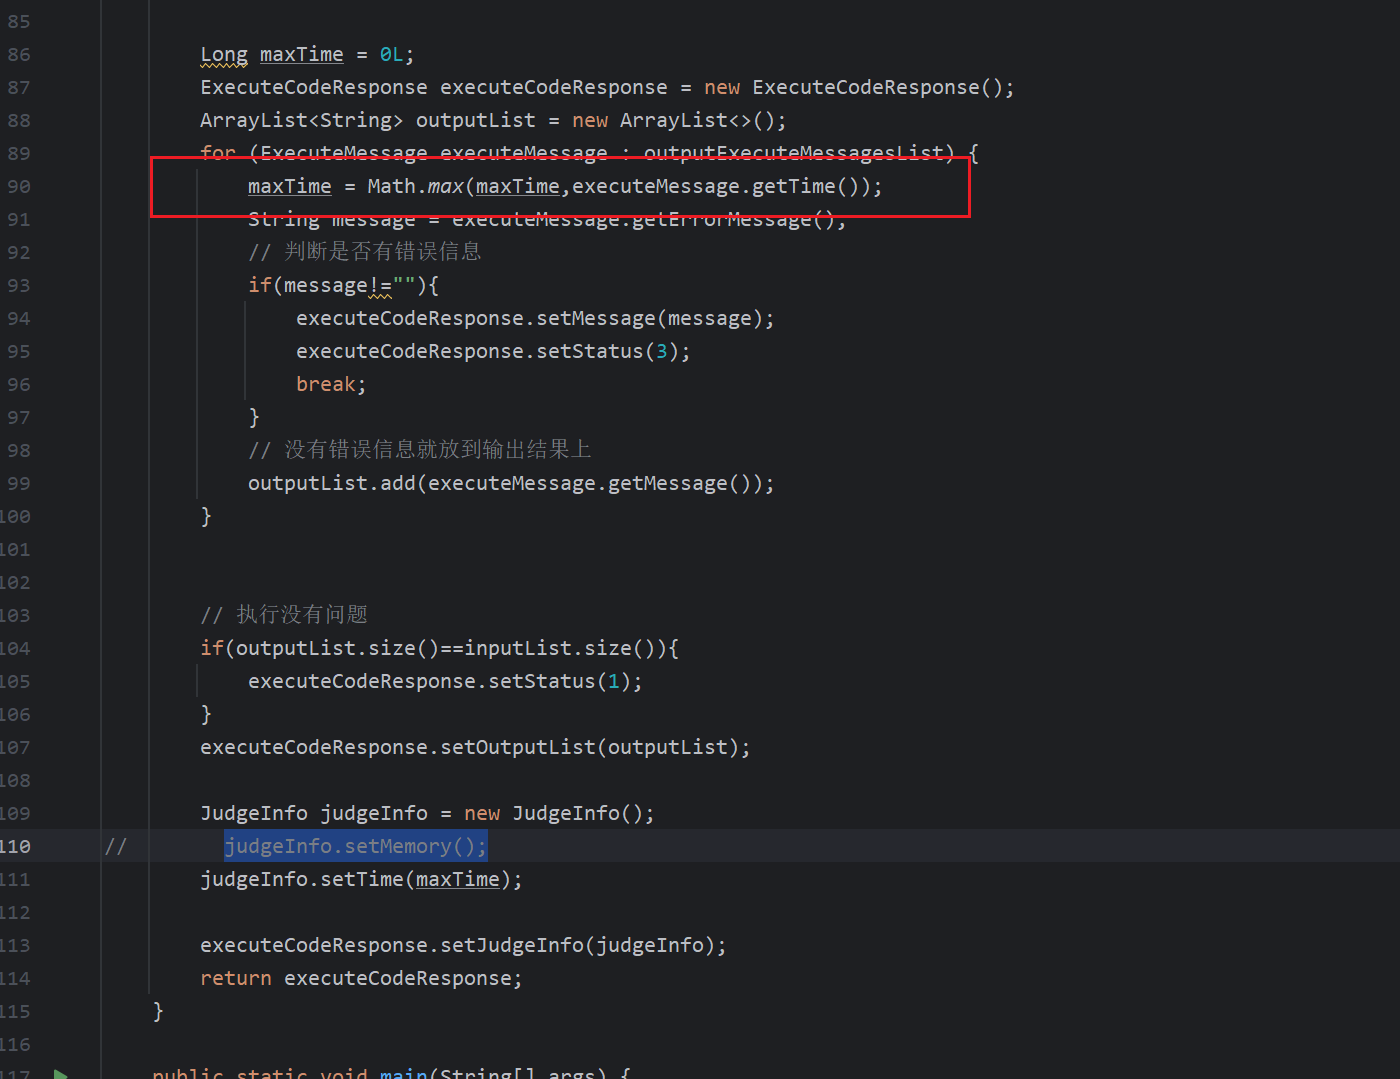 85
86 Long maxTime = 0L;
87 ExecuteCodeResponse executeCodeResponse = new ExecuteCodeResponse();
88 ArrayList<String> outputList = new ArrayList<>();
89 for (ExecuteMessage executeMessage : outputExecuteMessagesList) {
90 maxTime = Math.max(maxTime,executeMessage.getTime());
91 String message = executeMessage.getErrorMessage();
92 // 判断是否有错误信息
93 if(message!=""){
94 executeCodeResponse.setMessage(message);
95 executeCodeResponse.setStatus(3);
96 break;
97 }
98 // 没有错误信息就放到输出结果上
99 outputList.add(executeMessage.getMessage());
100 }
101
102
103 // 执行没有问题
104 if(outputList.size()==inputList.size()){
105 executeCodeResponse.setStatus(1);
106 }
107 executeCodeResponse.setOutputList(outputList);
108
109 JudgeInfo judgeInfo = new JudgeInfo();
110 // judgeInfo.setMemory();
111 judgeInfo.setTime(maxTime);
112
113 executeCodeResponse.setJudgeInfo(judgeInfo);
114 return executeCodeResponse;
115 }
116
117 public static void main(String[] args) {